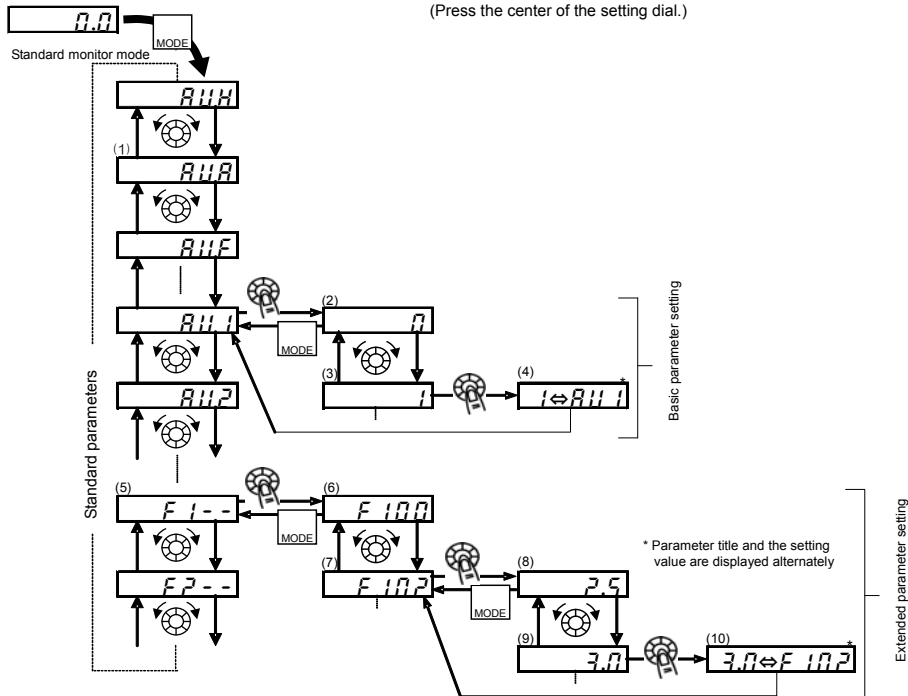 (Press the center of the setting dial.)
0.0
MODE
Standard monitor mode
AUH
(1)
AUA
AUF
AU1
(2)
0
MODE
(3)
1
(4)
*
1⇔AU1
AU2
Basic parameter setting
Standard parameters
(5)
F1--
(6)
F100
MODE
(7)
F102
F2--
* Parameter title and the setting
value are displayed alternately
(8)
2.5
MODE
(9)
3.0
(10)
*
3.0⇔F102
Extended parameter setting